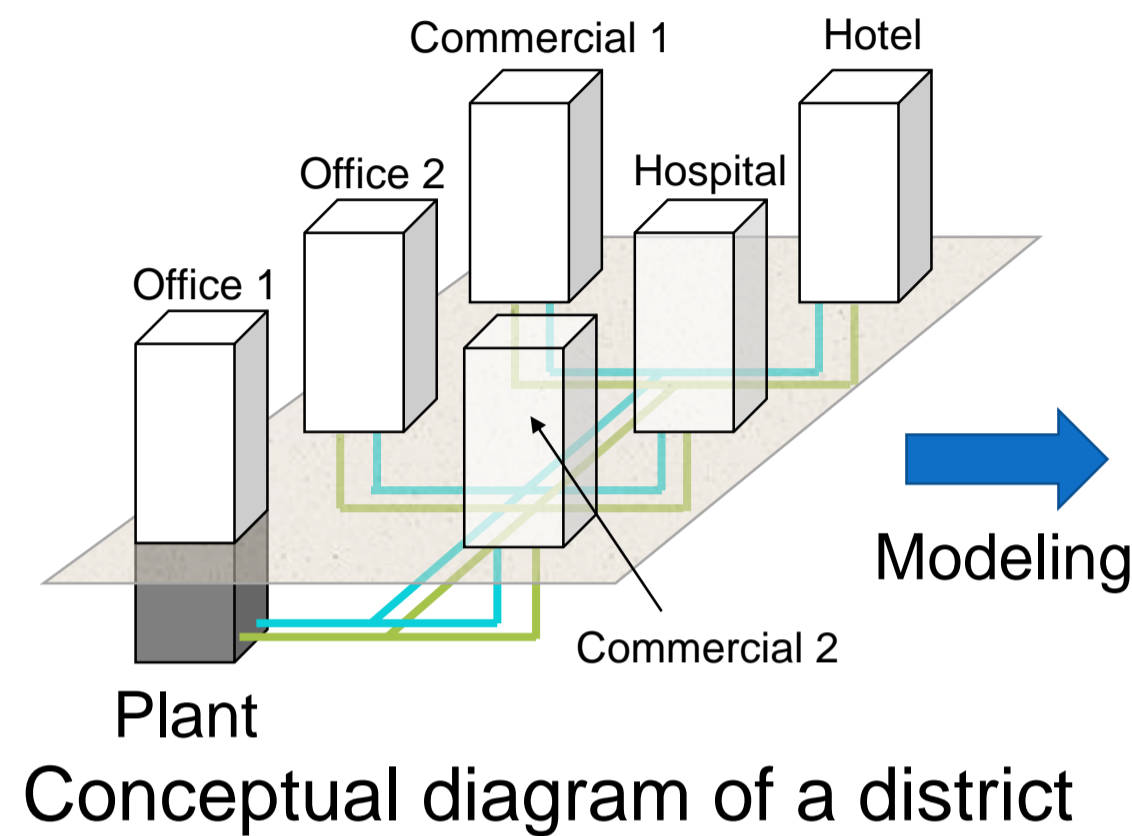 Commercial 1
Hotel
Office 2
Hospital
Office 1
Modeling
Commercial 2
Plant
Conceptual diagram of a district